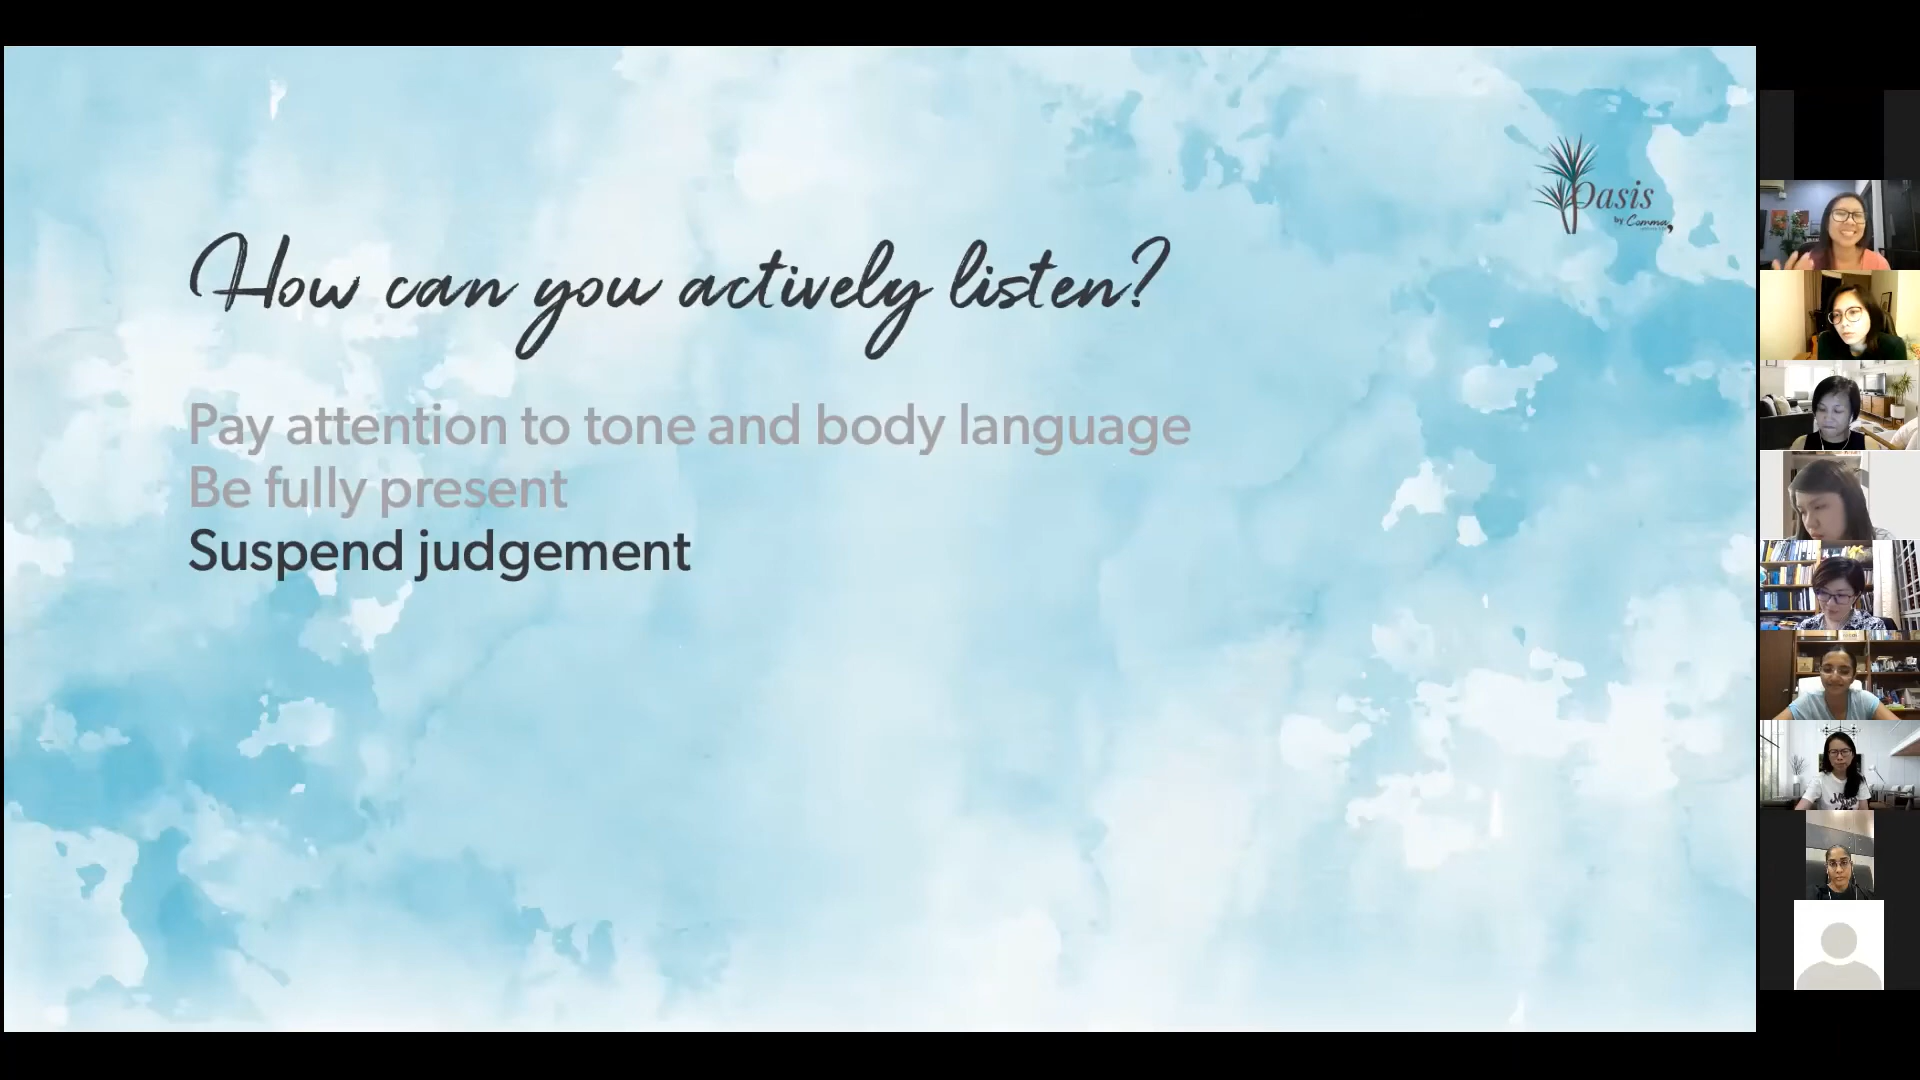 Oasis
by Comma,
How can you actively listen?
Pay attention to tone and body language
Be fully present
Suspend judgement